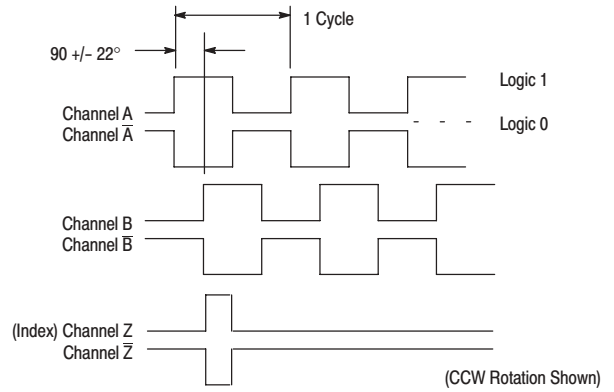 1 Cycle
90 +/– 22°
Logic 1
Channel A
Logic 0
Channel A̅
Channel B
Channel B̅
(Index) Channel Z
Channel Z̅
(CCW Rotation Shown)